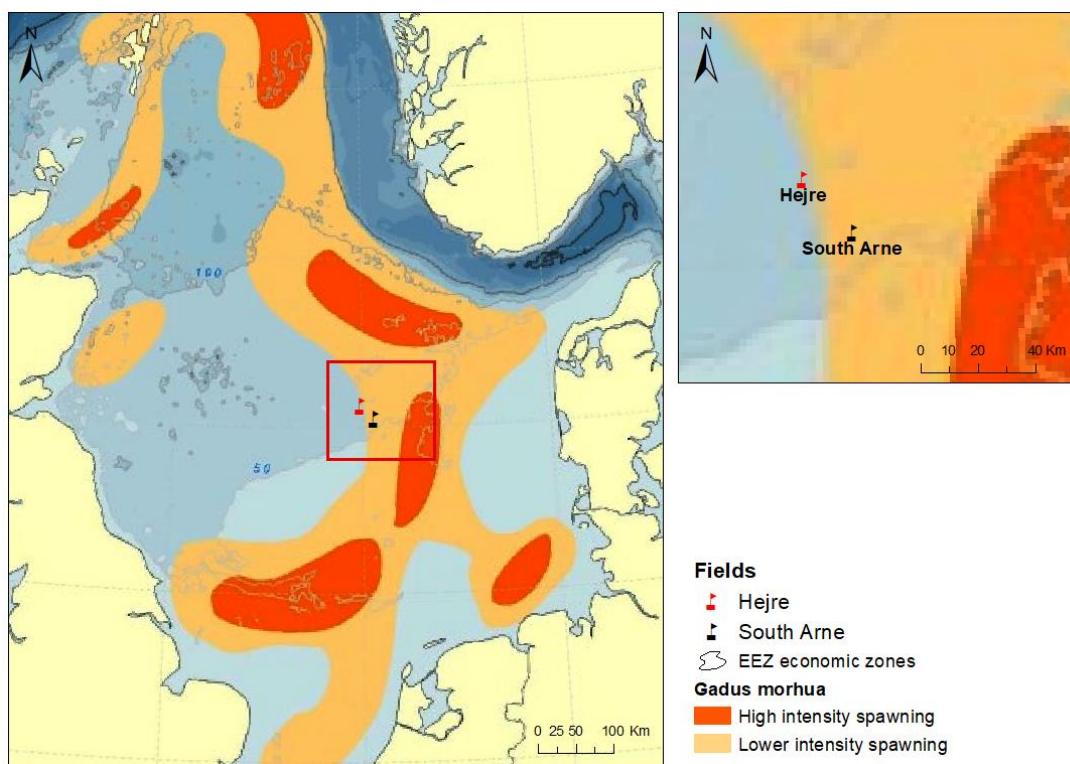 N
100
50
0 25 50 100 Km
N
Hejre
South Arne
0 10 20 40 Km
Fields
Hejre
South Arne
EEZ economic zones
Gadus morhua
High intensity spawning
Lower intensity spawning